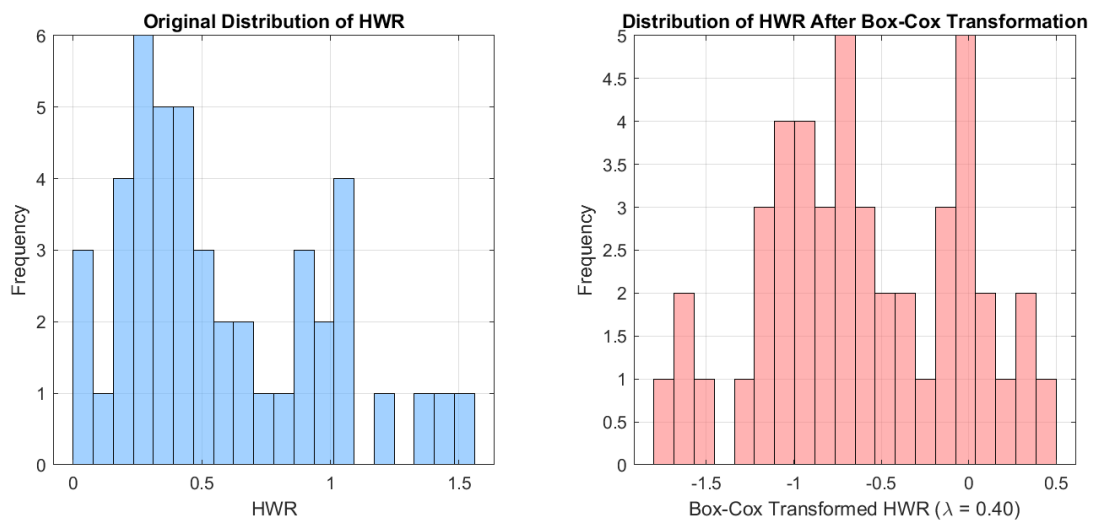 Original Distribution of HWR
6
5
4
3
2
1
0
Frequency
0 0.5 1 1.5
HWR
Distribution of HWR After Box-Cox Transformation
5
4.5
4
3.5
3
2.5
2
1.5
1
0.5
0
Frequency
-1.5 -1 -0.5 0 0.5
Box-Cox Transformed HWR (λ = 0.40)